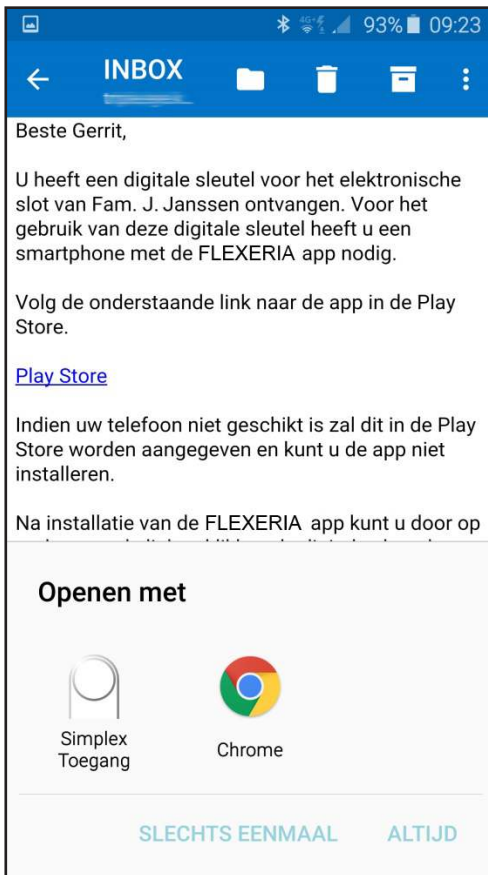 93% 09:23
INBOX
Beste Gerrit,
U heeft een digitale sleutel voor het elektronische
slot van Fam. J. Janssen ontvangen. Voor het
gebruik van deze digitale sleutel heeft u een
smartphone met de FLEXERIA app nodig.
Volg de onderstaande link naar de app in de Play
Store.
Play Store
Indien uw telefoon niet geschikt is zal dit in de Play
Store worden aangegeven en kunt u de app niet
installeren.
Na installatie van de FLEXERIA app kunt u door op
Openen met
Simplex
Toegang
Chrome
SLECHTS EENMAAL ALTIJD